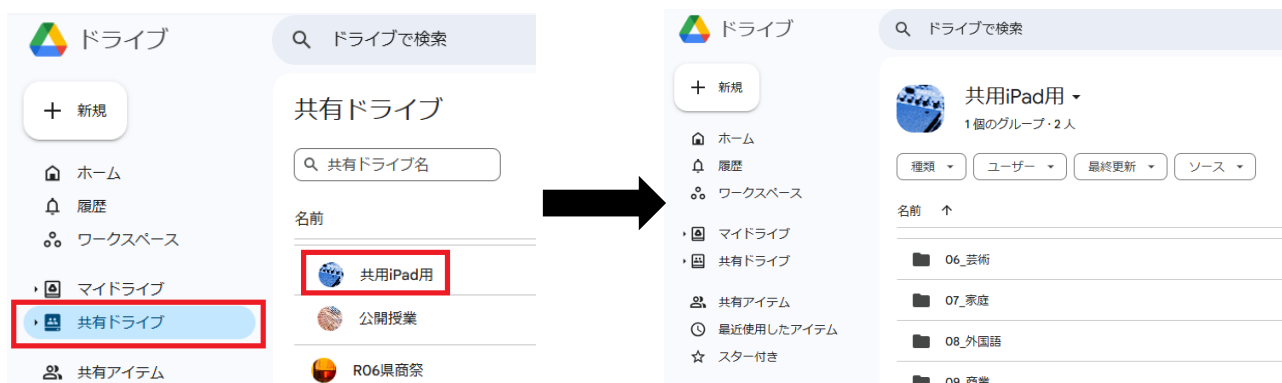 ドライブ
ドライブで検索
新規
ホーム
履歴
ワークスペース
マイドライブ
共有ドライブ
共有アイテム
共有ドライブ
共有ドライブ名
名前
共用iPad用
公開授業
R06県商祭
ドライブ
ドライブで検索
新規
ホーム
履歴
ワークスペース
マイドライブ
共有ドライブ
共有アイテム
最近使用したアイテム
スター付き
共用iPad用
1個のグループ・2人
種類 ユーザー 最終更新 ソース
名前
06_芸術
07_家庭
08_外国語
09_商業